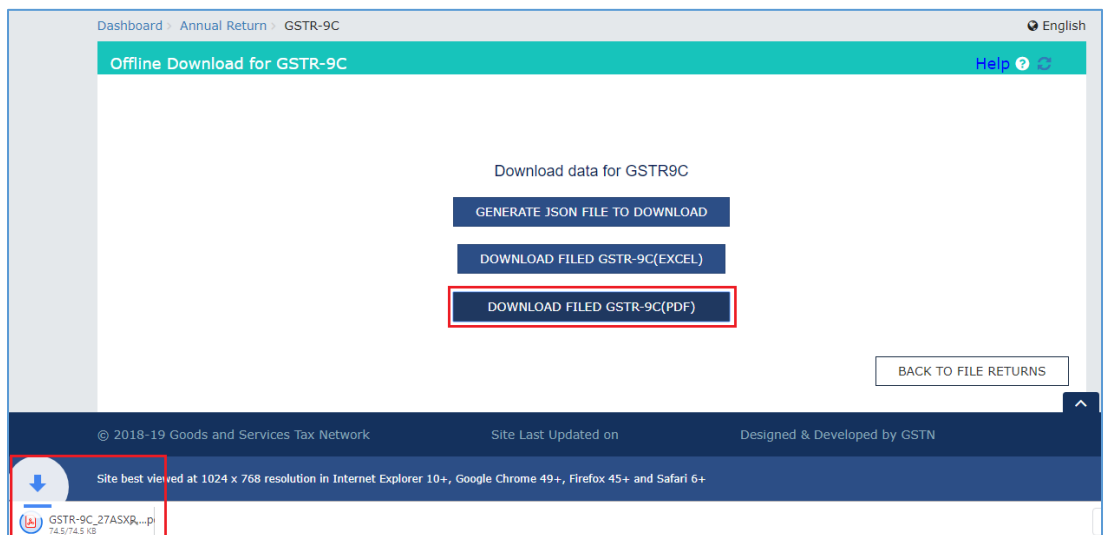 Dashboard > Annual Return > GSTR-9C English
Offline Download for GSTR-9C Help ?
Download data for GSTR9C
GENERATE JSON FILE TO DOWNLOAD
DOWNLOAD FILED GSTR-9C(EXCEL)
DOWNLOAD FILED GSTR-9C(PDF)
BACK TO FILE RETURNS
© 2018-19 Goods and Services Tax Network Site Last Updated on Designed & Developed by GSTN
Site best viewed at 1024 x 768 resolution in Internet Explorer 10+, Google Chrome 49+, Firefox 45+ and Safari 6+
74.5/74.5 KB